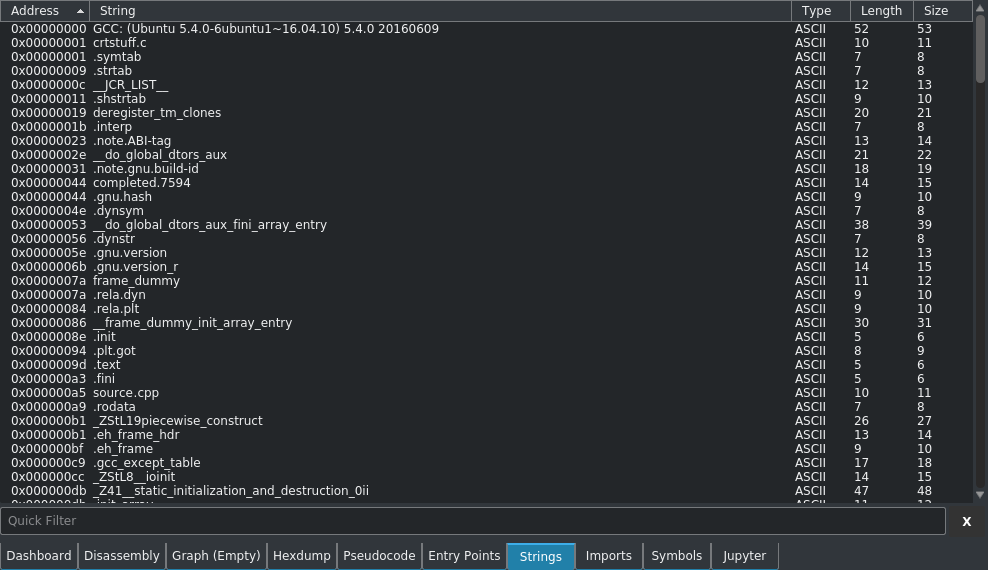 Address String Type Length Size
0x00000000 GCC: (Ubuntu 5.4.0-6ubuntu1~16.04.10) 5.4.0 20160609 ASCII 52 53
0x00000001 crtstuff.c ASCII 10 11
0x00000001 .symtab ASCII 7 8
0x00000009 .strtab ASCII 7 8
0x0000000c __JCR_LIST__ ASCII 12 13
0x00000011 .shstrtab ASCII 9 10
0x00000019 deregister_tm_clones ASCII 20 21
0x0000001b .interp ASCII 7 8
0x00000023 .note.ABI-tag ASCII 13 14
0x0000002e __do_global_dtors_aux ASCII 21 22
0x00000031 .note.gnu.build-id ASCII 18 19
0x00000044 completed.7594 ASCII 14 15
0x00000044 .gnu.hash ASCII 9 10
0x0000004e .dynsym ASCII 7 8
0x00000053 __do_global_dtors_aux_fini_array_entry ASCII 38 39
0x00000056 .dynstr ASCII 7 8
0x0000005e .gnu.version ASCII 12 13
0x0000006b .gnu.version_r ASCII 14 15
0x0000007a frame_dummy ASCII 11 12
0x0000007a .rela.dyn ASCII 9 10
0x00000084 .rela.plt ASCII 9 10
0x00000086 __frame_dummy_init_array_entry ASCII 30 31
0x0000008e .init ASCII 5 6
0x00000094 .plt.got ASCII 8 9
0x0000009d .text ASCII 5 6
0x000000a3 .fini ASCII 5 6
0x000000a5 source.cpp ASCII 10 11
0x000000a9 .rodata ASCII 7 8
0x000000b1 _ZStL19piecewise_construct ASCII 26 27
0x000000b1 .eh_frame_hdr ASCII 13 14
0x000000bf .eh_frame ASCII 9 10
0x000000c9 .gcc_except_table ASCII 17 18
0x000000cc _ZStL8__ioinit ASCII 14 15
0x000000db _Z41__static_initialization_and_destruction_0ii ASCII 47 48
0x000000db .init_array ASCII 11 12
Quick Filter X
Dashboard Disassembly Graph (Empty) Hexdump Pseudocode Entry Points Strings Imports Symbols Jupyter